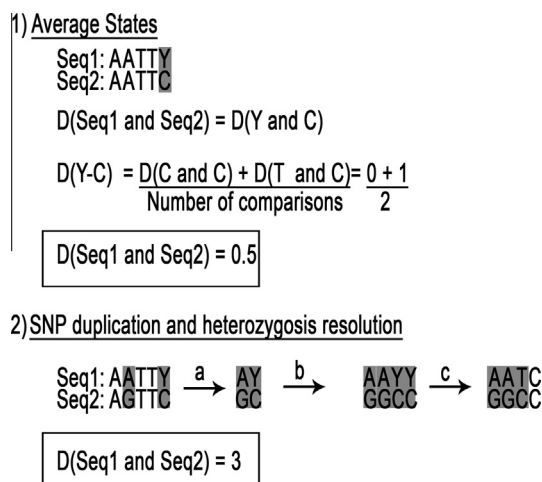 1) Average States
Seq1: AATTY
Seq2: AATTC
D(Seq1 and Seq2) = D(Y and C)
D(Y-C) = D(C and C) + D(T and C) = 0 + 1
Number of comparisons 2
D(Seq1 and Seq2) = 0.5
2) SNP duplication and heterozygosis resolution
Seq1: AATTY a AY b AAYY c AATC
Seq2: AGTTC GC GGCC GGCC
D(Seq1 and Seq2) = 3